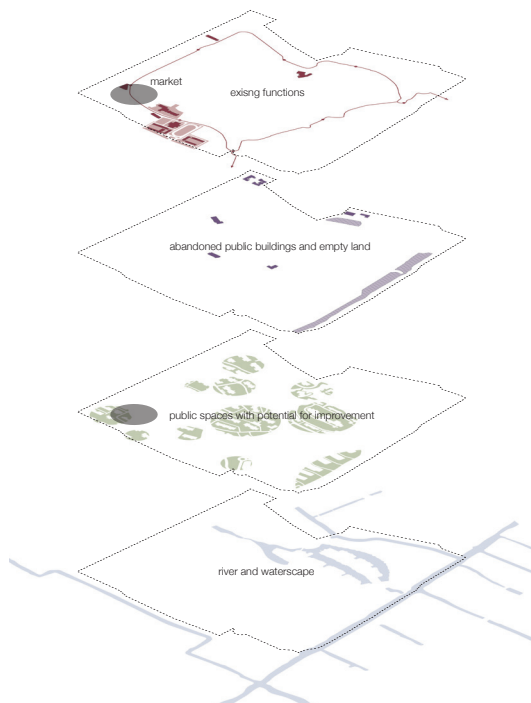 market
exisng functions
abandoned public buildings and empty land
public spaces with potential for improvement
river and waterscape